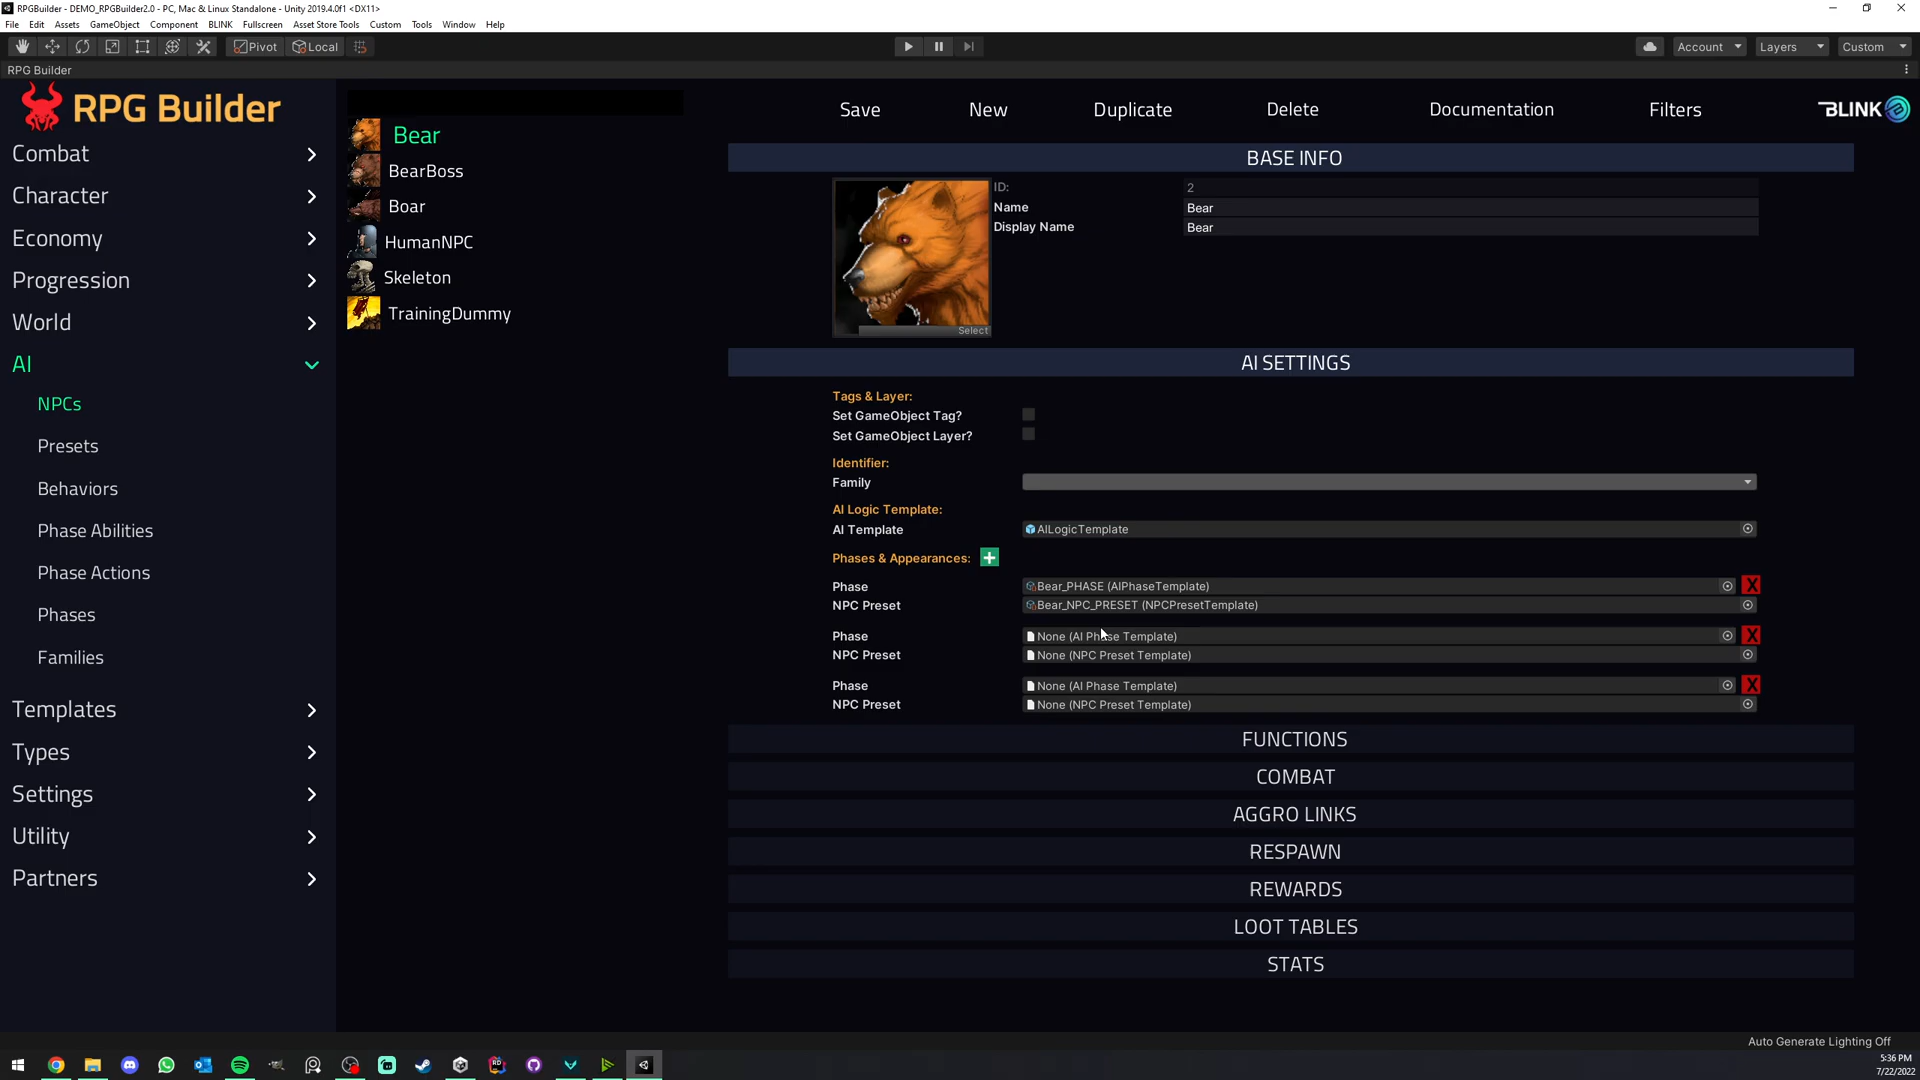 RPGBuilder - DEMO_RPGBuilder2.0 - PC, Mac & Linux Standalone - Unity 2019.4.0f1 <DX11>
File Edit Assets GameObject Component Custom BLINK Fullscreen Asset Store Tools Custom Tools Window Help
Pivot Local Account Layers Custom
RPG Builder
RPG Builder
Save New Duplicate Delete Documentation Filters BLINK
Combat
Character
Economy
Progression
World
AI
NPCs
Presets
Behaviors
Phase Abilities
Phase Actions
Phases
Families
Templates
Types
Settings
Utility
Partners
Bear
BearBoss
Boar
HumanNPC
Skeleton
TrainingDummy
BASE INFO
Select
ID: 2
Name Bear
Display Name Bear
AI SETTINGS
Tags & Layer:
Set GameObject Tag?
Set GameObject Layer?
Identifier:
Family
AI Logic Template:
AI Template AILogicTemplate
Phases & Appearances:
Phase Bear_PHASE (AIPhaseTemplate) X
NPC Preset Bear_NPC_PRESET (NPCPresetTemplate)
Phase None (AI Phase Template) X
NPC Preset None (NPC Preset Template)
Phase None (AI Phase Template) X
NPC Preset None (NPC Preset Template)
FUNCTIONS
COMBAT
AGGRO LINKS
RESPAWN
REWARDS
LOOT TABLES
STATS
Auto Generate Lighting Off
5:36 PM
7/22/2022